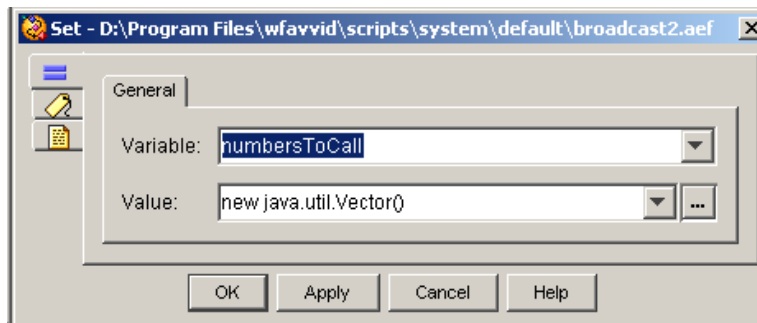 Set - D:\Program Files\wfavvid\scripts\system\default\broadcast2.aef
General
Variable: numbersToCall
Value: new java.util.Vector() ...
OK Apply Cancel Help